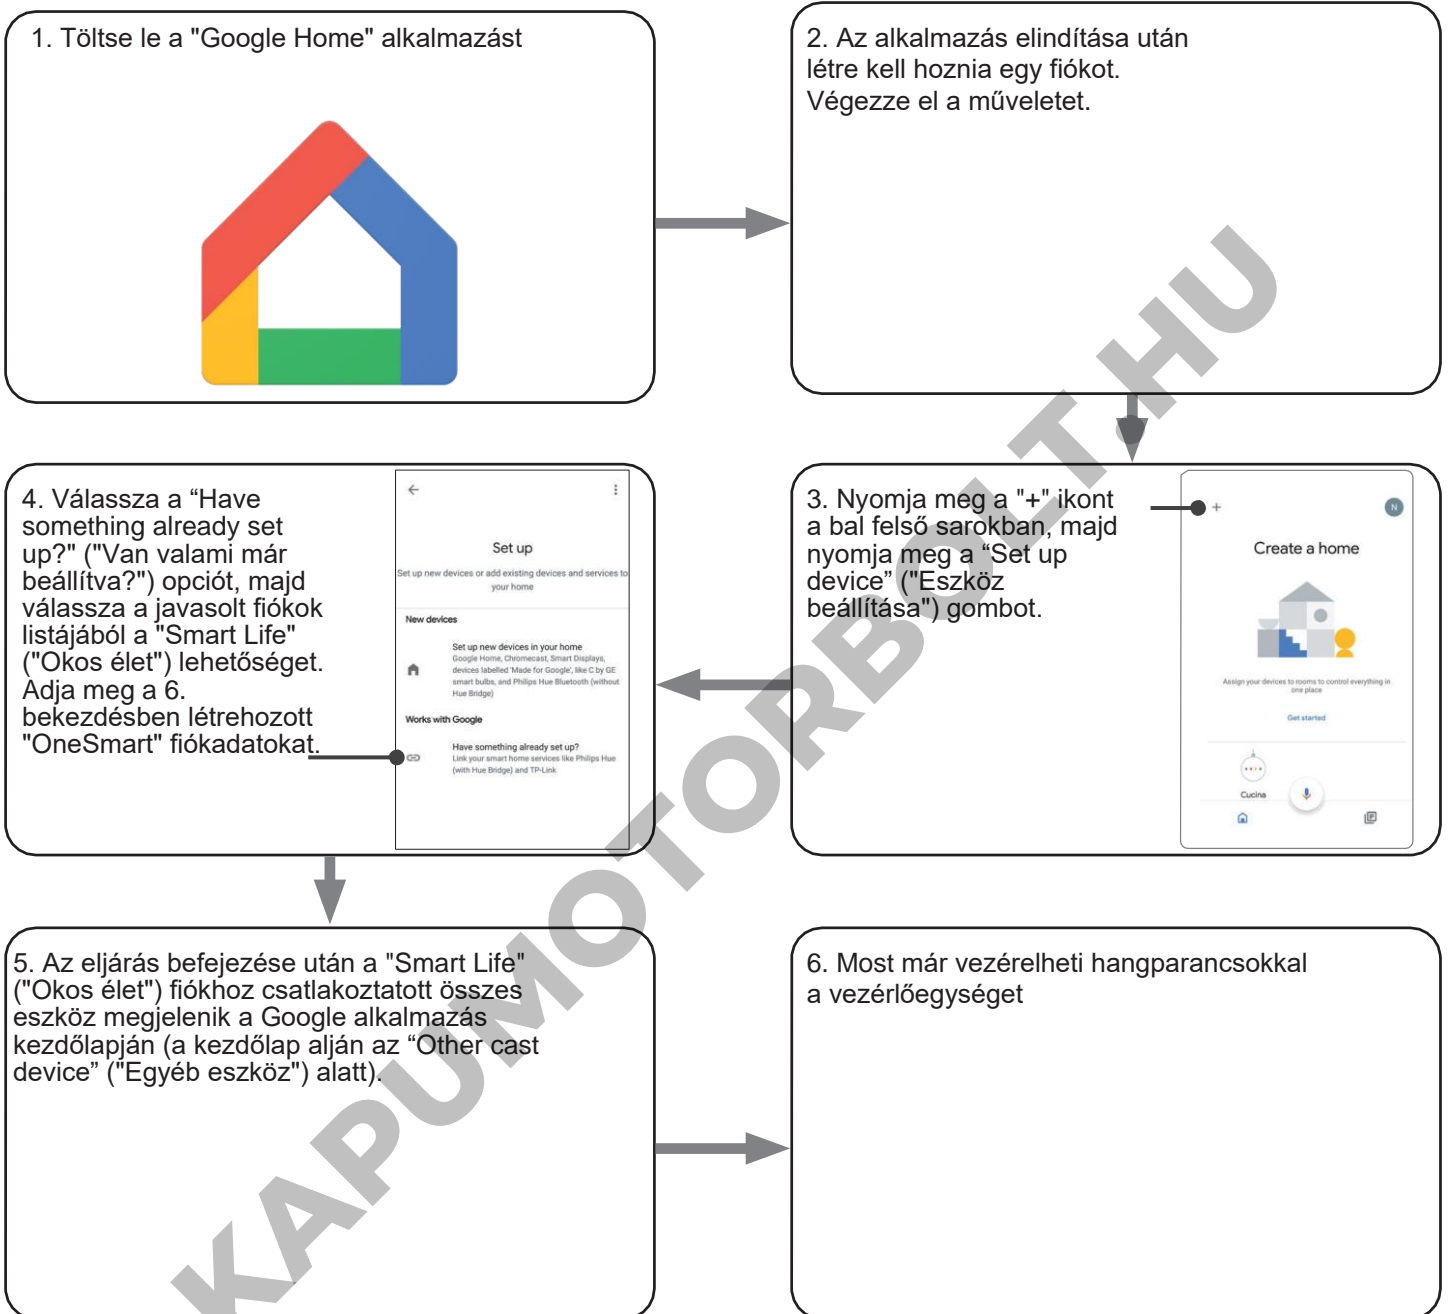 1. Töltse le a "Google Home" alkalmazást
2. Az alkalmazás elindítása után
létre kell hoznia egy fiókot.
Végezze el a műveletet.
3. Nyomja meg a "+" ikont
a bal felső sarokban, majd
nyomja meg a “Set up
device” ("Eszköz
beállítása") gombot.
+
N
Create a home
Assign your devices to rooms to control everything in
one place
Get started
Cucina
4. Válassza a “Have
something already set
up?" ("Van valami már
beállítva?") opciót, majd
válassza a javasolt fiókok
listájából a "Smart Life"
("Okos élet") lehetőséget.
Adja meg a 6.
bekezdésben létrehozott
"OneSmart" fiókadatokat.
Set up
Set up new devices or add existing devices and services to
your home
New devices
Set up new devices in your home
Google Home, Chromecast, Smart Displays,
devices labelled 'Made for Google', like C by GE
smart bulbs, and Philips Hue Bluetooth (without
Hue Bridge)
Works with Google
Have something already set up?
Link your smart home services like Philips Hue
(with Hue Bridge) and TP-Link
5. Az eljárás befejezése után a "Smart Life"
("Okos élet") fiókhoz csatlakoztatott összes
eszköz megjelenik a Google alkalmazás
kezdőlapján (a kezdőlap alján az “Other cast
device” ("Egyéb eszköz") alatt).
6. Most már vezérelheti hangparancsokkal
a vezérlőegységet
KAPUMOTORBOLT.HU